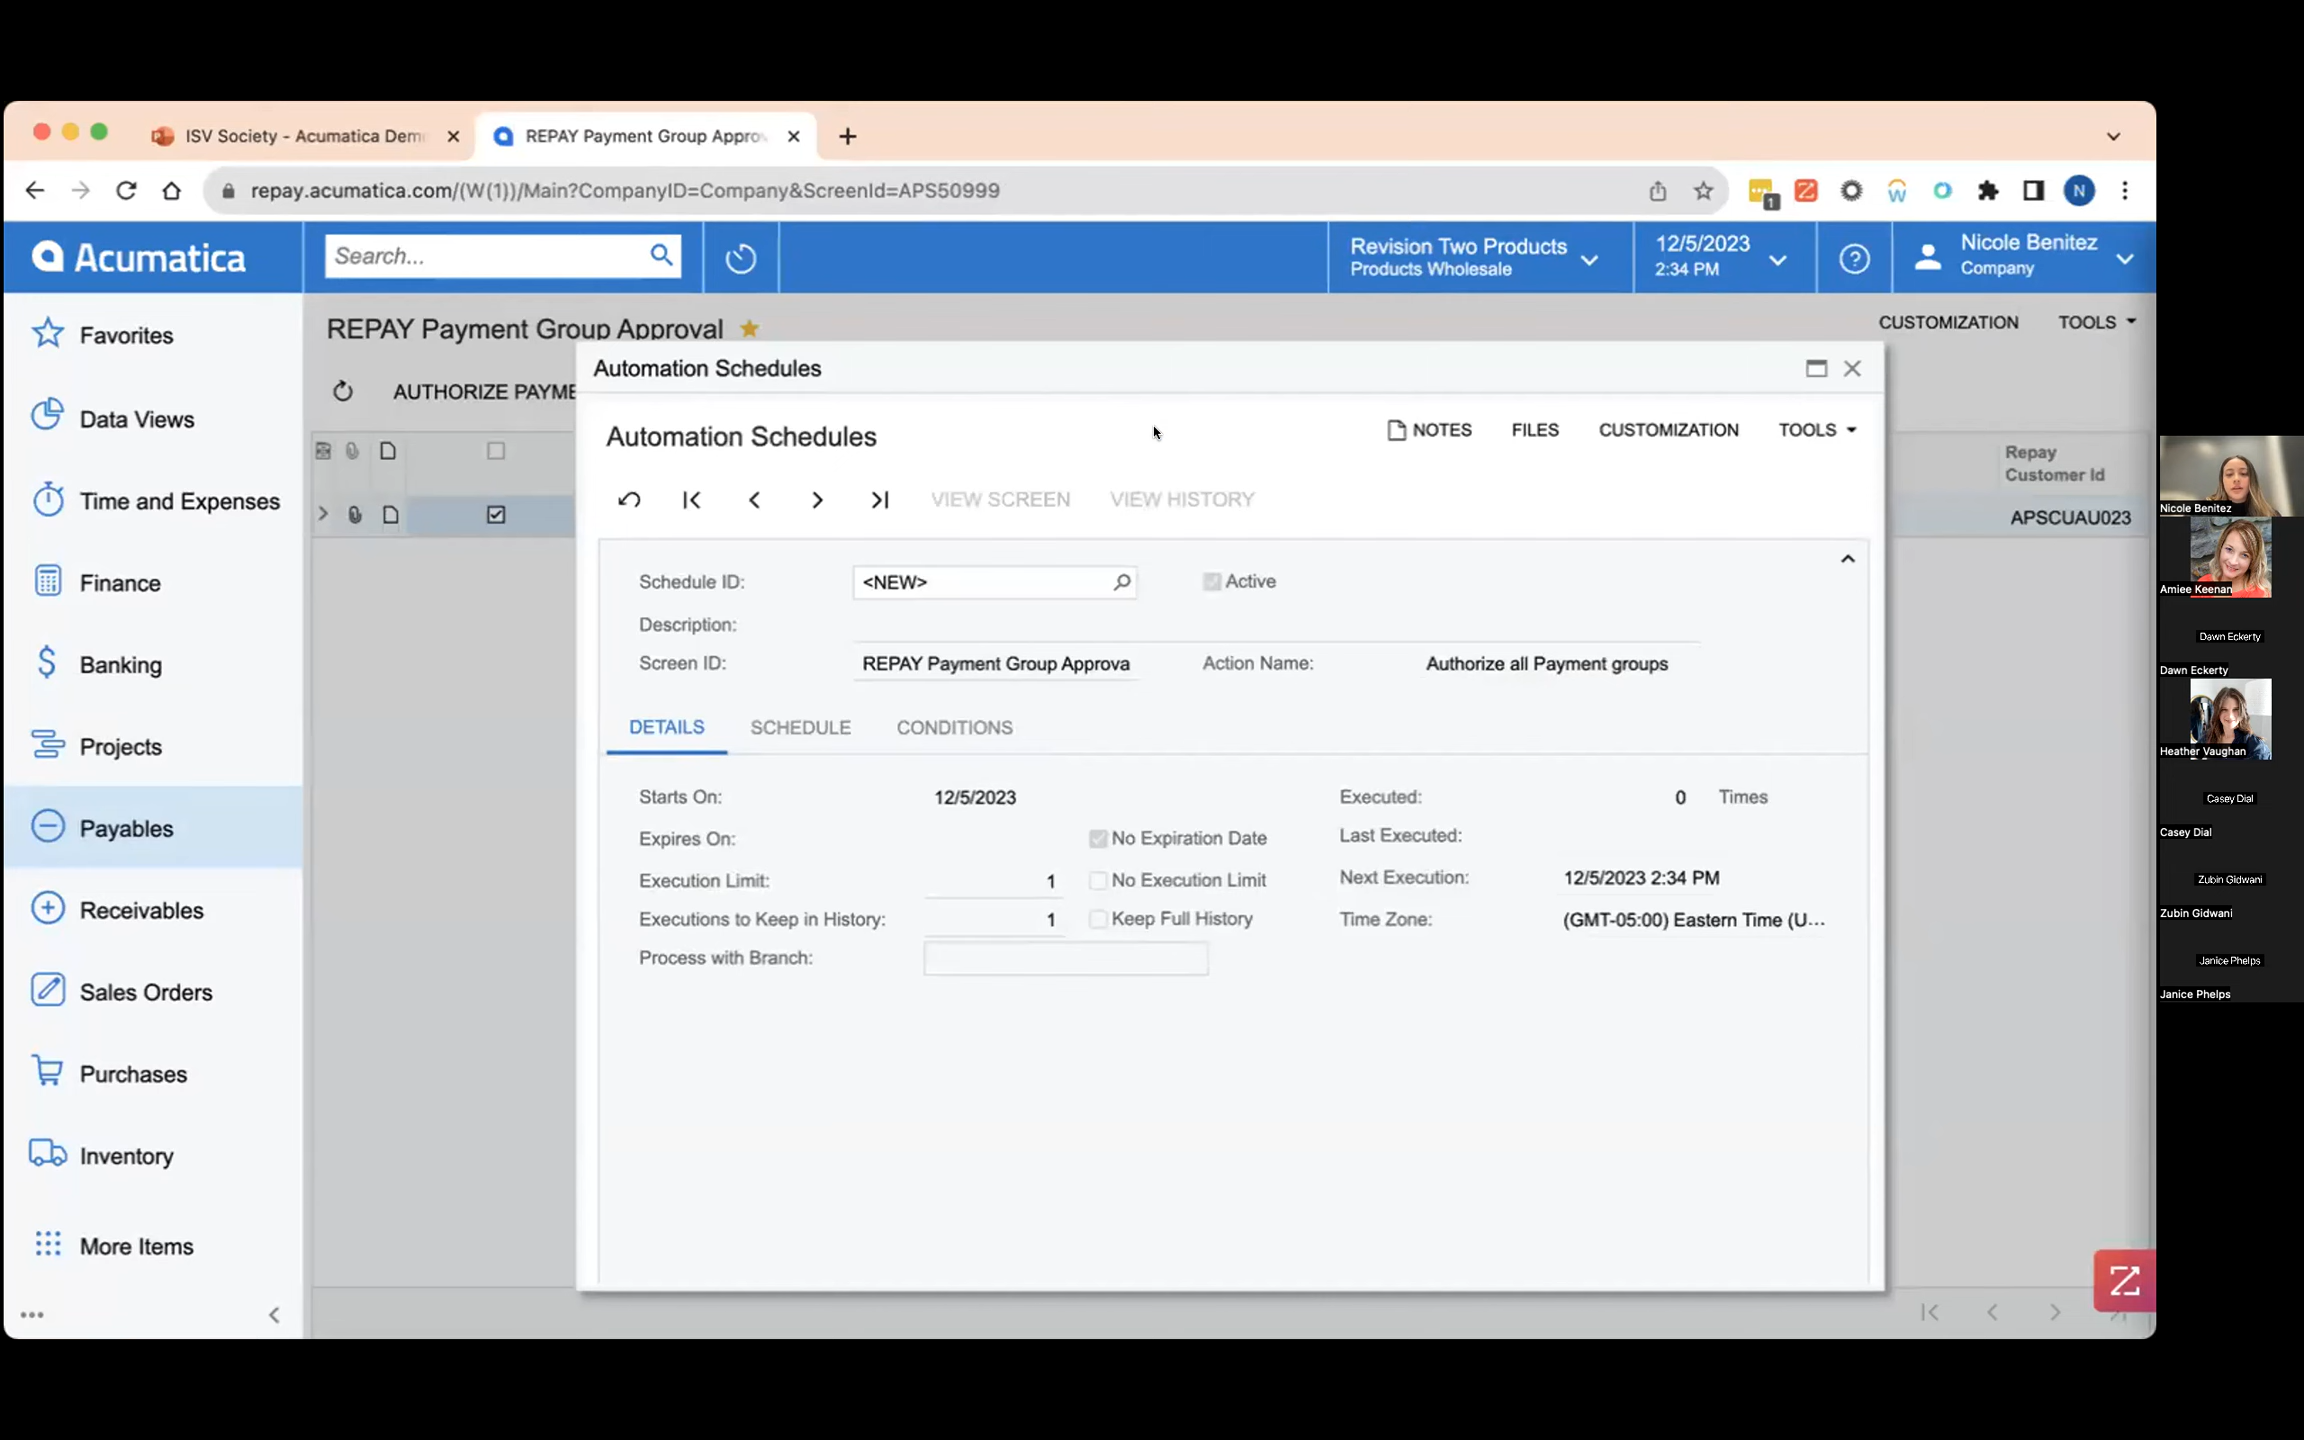 ISV Society - Acumatica Dem
REPAY Payment Group Approv
repay.acumatica.com/(W(1))/Main?CompanyID=Company&ScreenId=APS50999
1
N
Acumatica
Search...
Revision Two Products
Products Wholesale
12/5/2023
2:34 PM
?
Nicole Benitez
Company
Favorites
Data Views
Time and Expenses
Finance
Banking
Projects
Payables
Receivables
Sales Orders
Purchases
Inventory
More Items
REPAY Payment Group Approval
CUSTOMIZATION TOOLS
AUTHORIZE PAYME
Repay
Customer Id
APSCUAU023
Automation Schedules
Automation Schedules
NOTES FILES CUSTOMIZATION TOOLS
VIEW SCREEN VIEW HISTORY
Schedule ID: <NEW> Active
Description:
Screen ID: REPAY Payment Group Approva Action Name: Authorize all Payment groups
DETAILS SCHEDULE CONDITIONS
Starts On: 12/5/2023 Executed: 0 Times
Expires On: No Expiration Date Last Executed:
Execution Limit: 1 No Execution Limit Next Execution: 12/5/2023 2:34 PM
Executions to Keep in History: 1 Keep Full History Time Zone: (GMT-05:00) Eastern Time (U...
Process with Branch:
Nicole Benitez
Amiee Keenan
Dawn Eckerty
Dawn Eckerty
Heather Vaughan
Casey Dial
Casey Dial
Zubin Gidwani
Zubin Gidwani
Janice Phelps
Janice Phelps